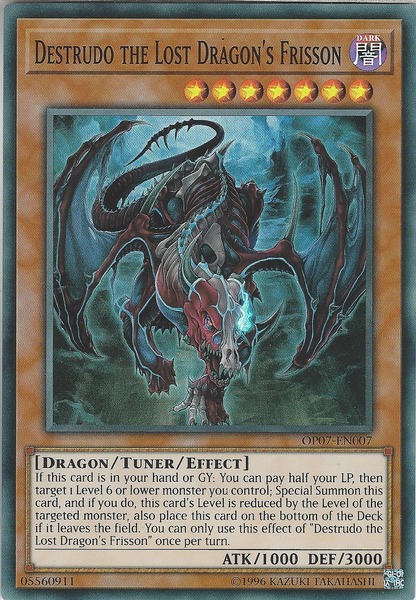 DESTRUDO THE LOST DRAGON'S FRISSON
DARK
闇
OP07-EN007
[DRAGON/TUNER/EFFECT]
If this card is in your hand or GY: You can pay half your LP, then
target 1 Level 6 or lower monster you control; Special Summon this
card, and if you do, this card's Level is reduced by the Level of the
targeted monster, also place this card on the bottom of the Deck
if it leaves the field. You can only use this effect of "Destrudo the
Lost Dragon's Frisson" once per turn.
ATK/1000 DEF/3000
05560911
©1996 KAZUKI TAKAHASHI